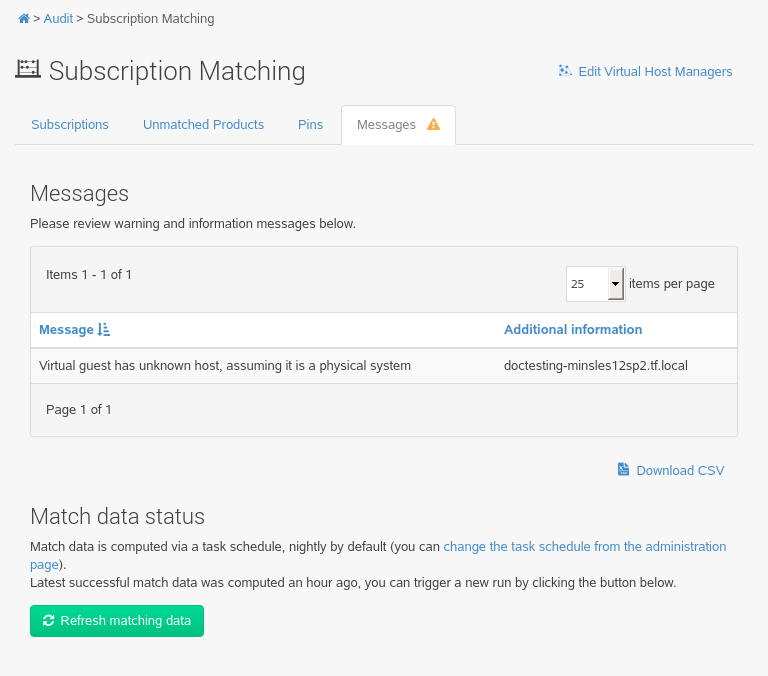 > Audit > Subscription Matching
Subscription Matching
Edit Virtual Host Managers
Subscriptions Unmatched Products Pins Messages
Messages
Please review warning and information messages below.
Items 1 - 1 of 1
25 items per page
Message Additional information
Virtual guest has unknown host, assuming it is a physical system doctesting-minsles12sp2.tf.local
Page 1 of 1
Download CSV
Match data status
Match data is computed via a task schedule, nightly by default (you can change the task schedule from the administration
page).
Latest successful match data was computed an hour ago, you can trigger a new run by clicking the button below.
Refresh matching data